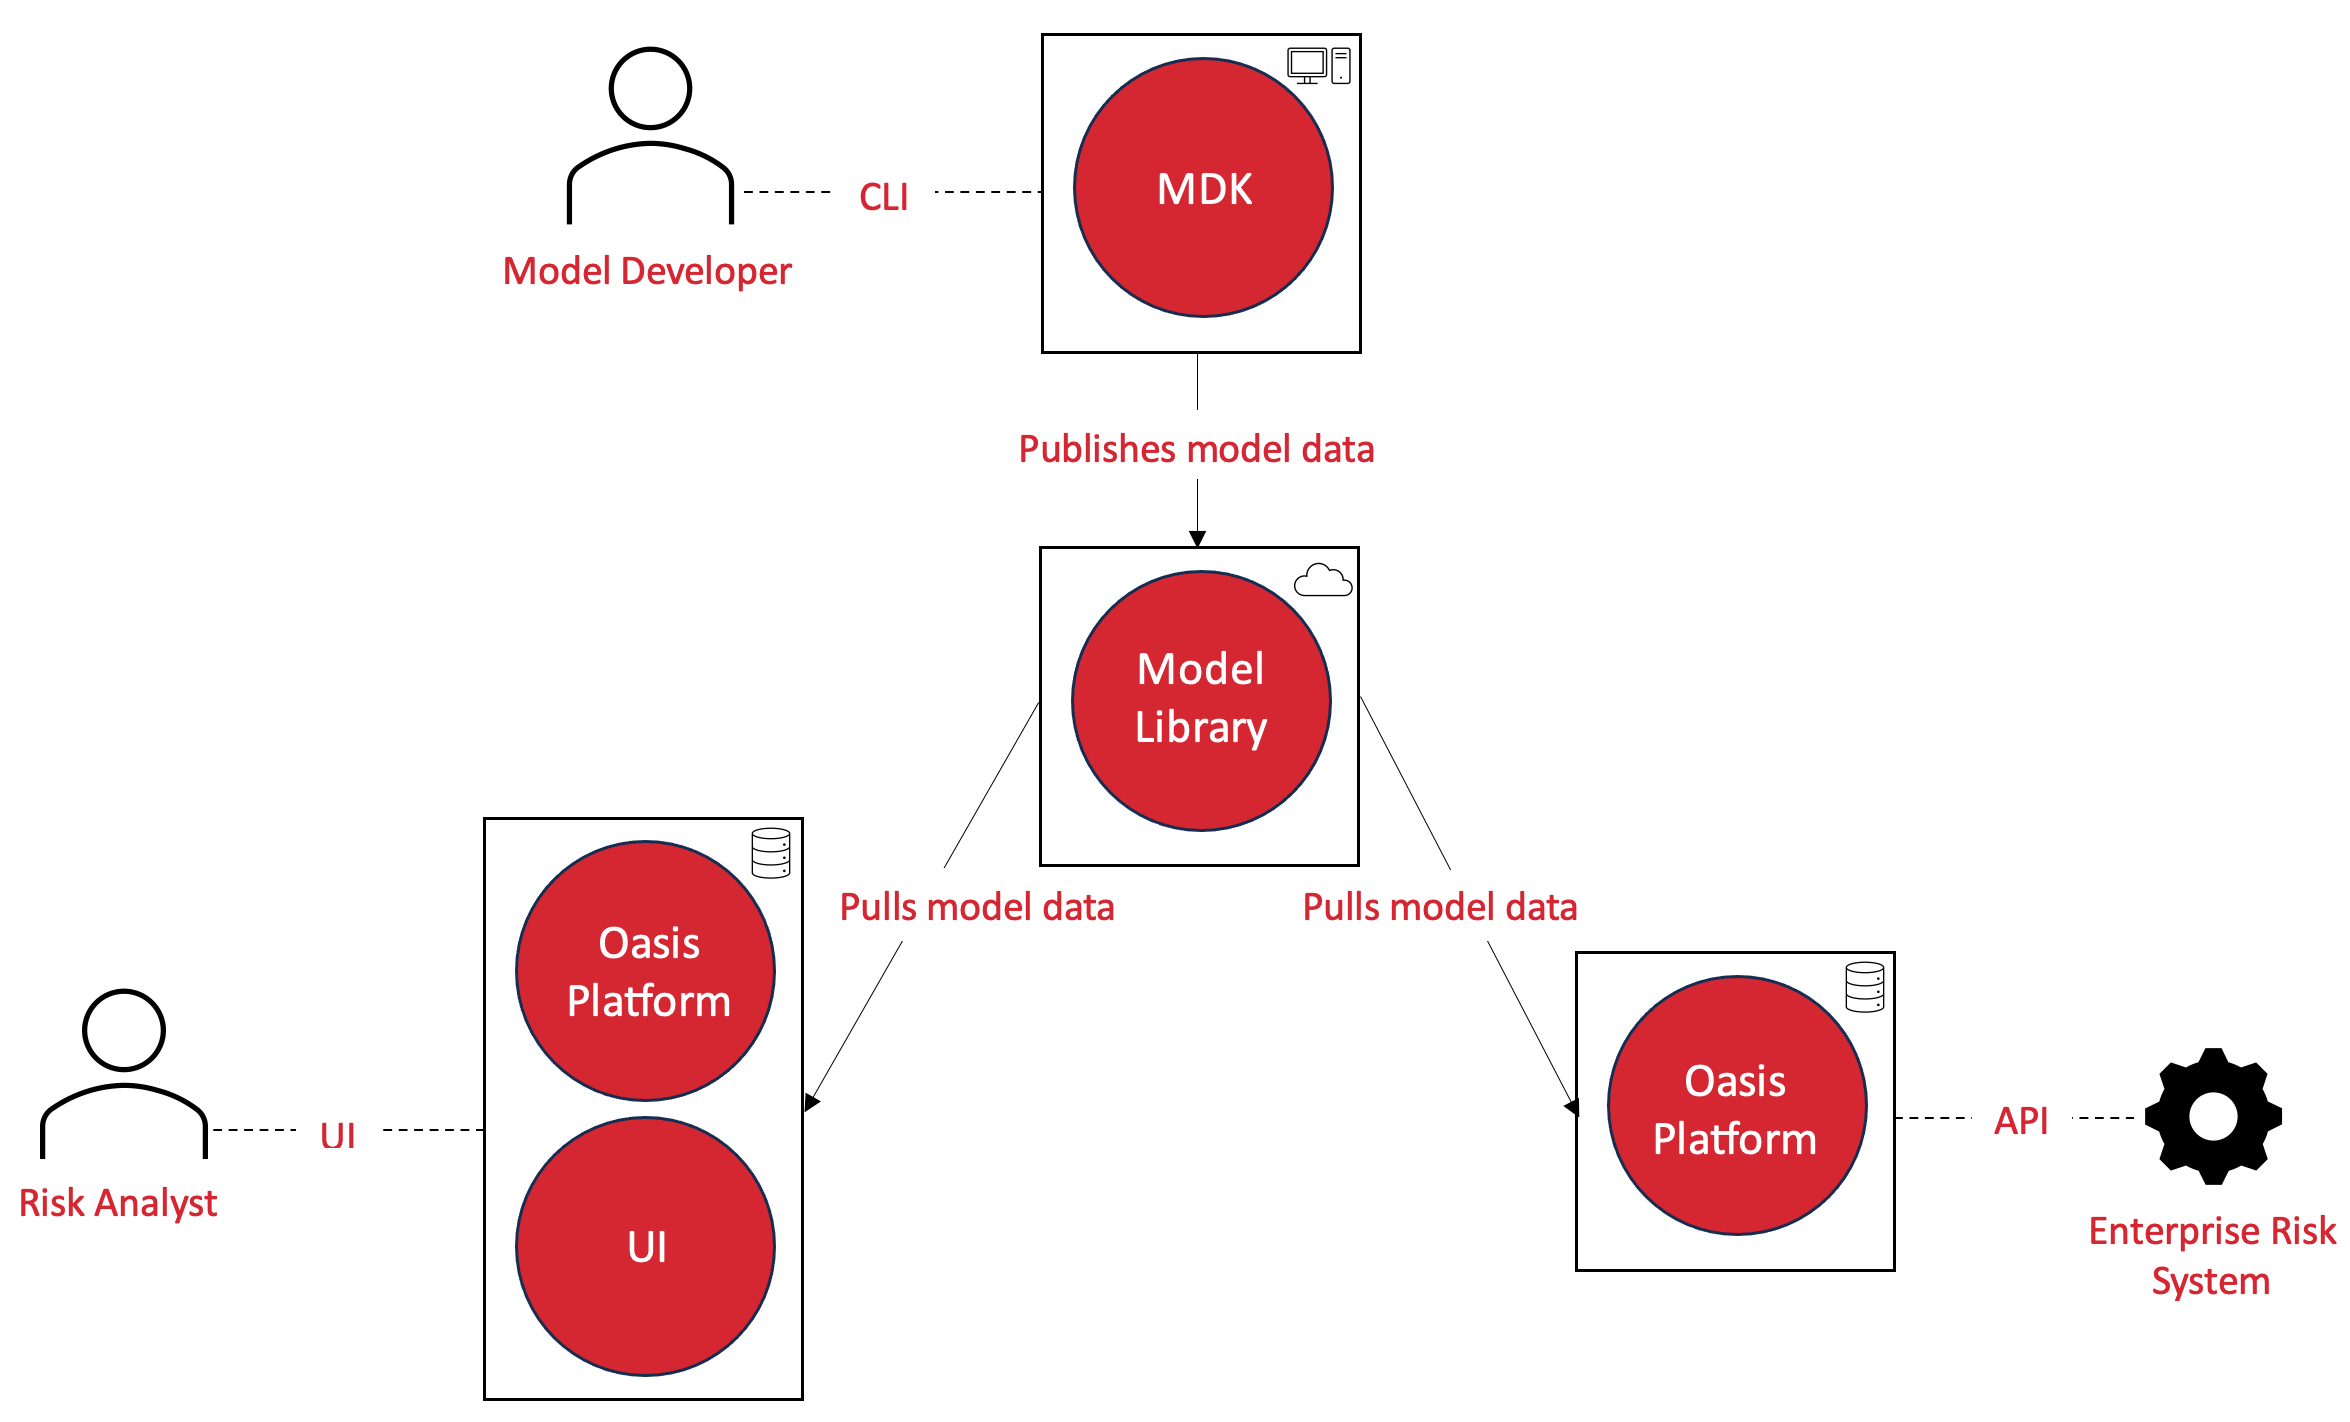 MDK
CLI
Model Developer
Publishes model data
Model
Library
Pulls model data
Pulls model data
Oasis
Platform
UI
UI
Risk Analyst
Oasis
Platform
API
Enterprise Risk
System